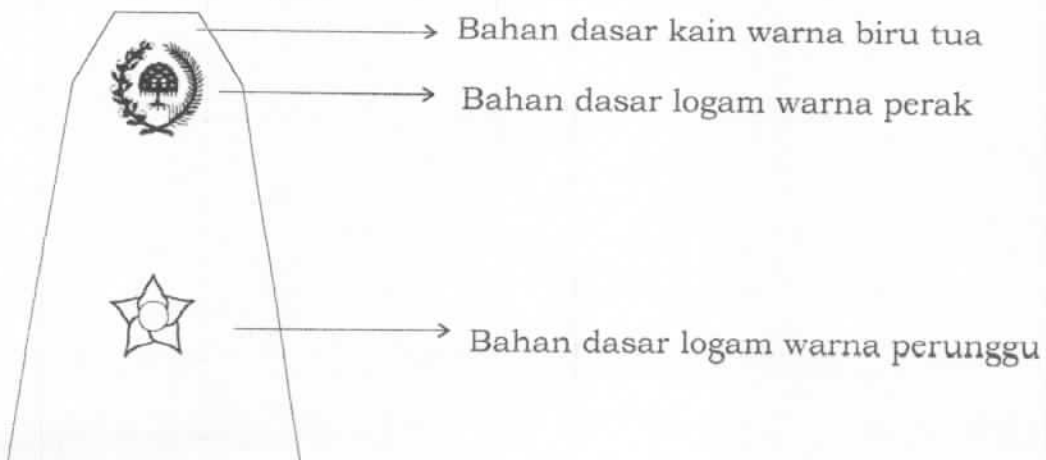 Bahan dasar kain warna biru tua
Bahan dasar logam warna perak
Bahan dasar logam warna perunggu